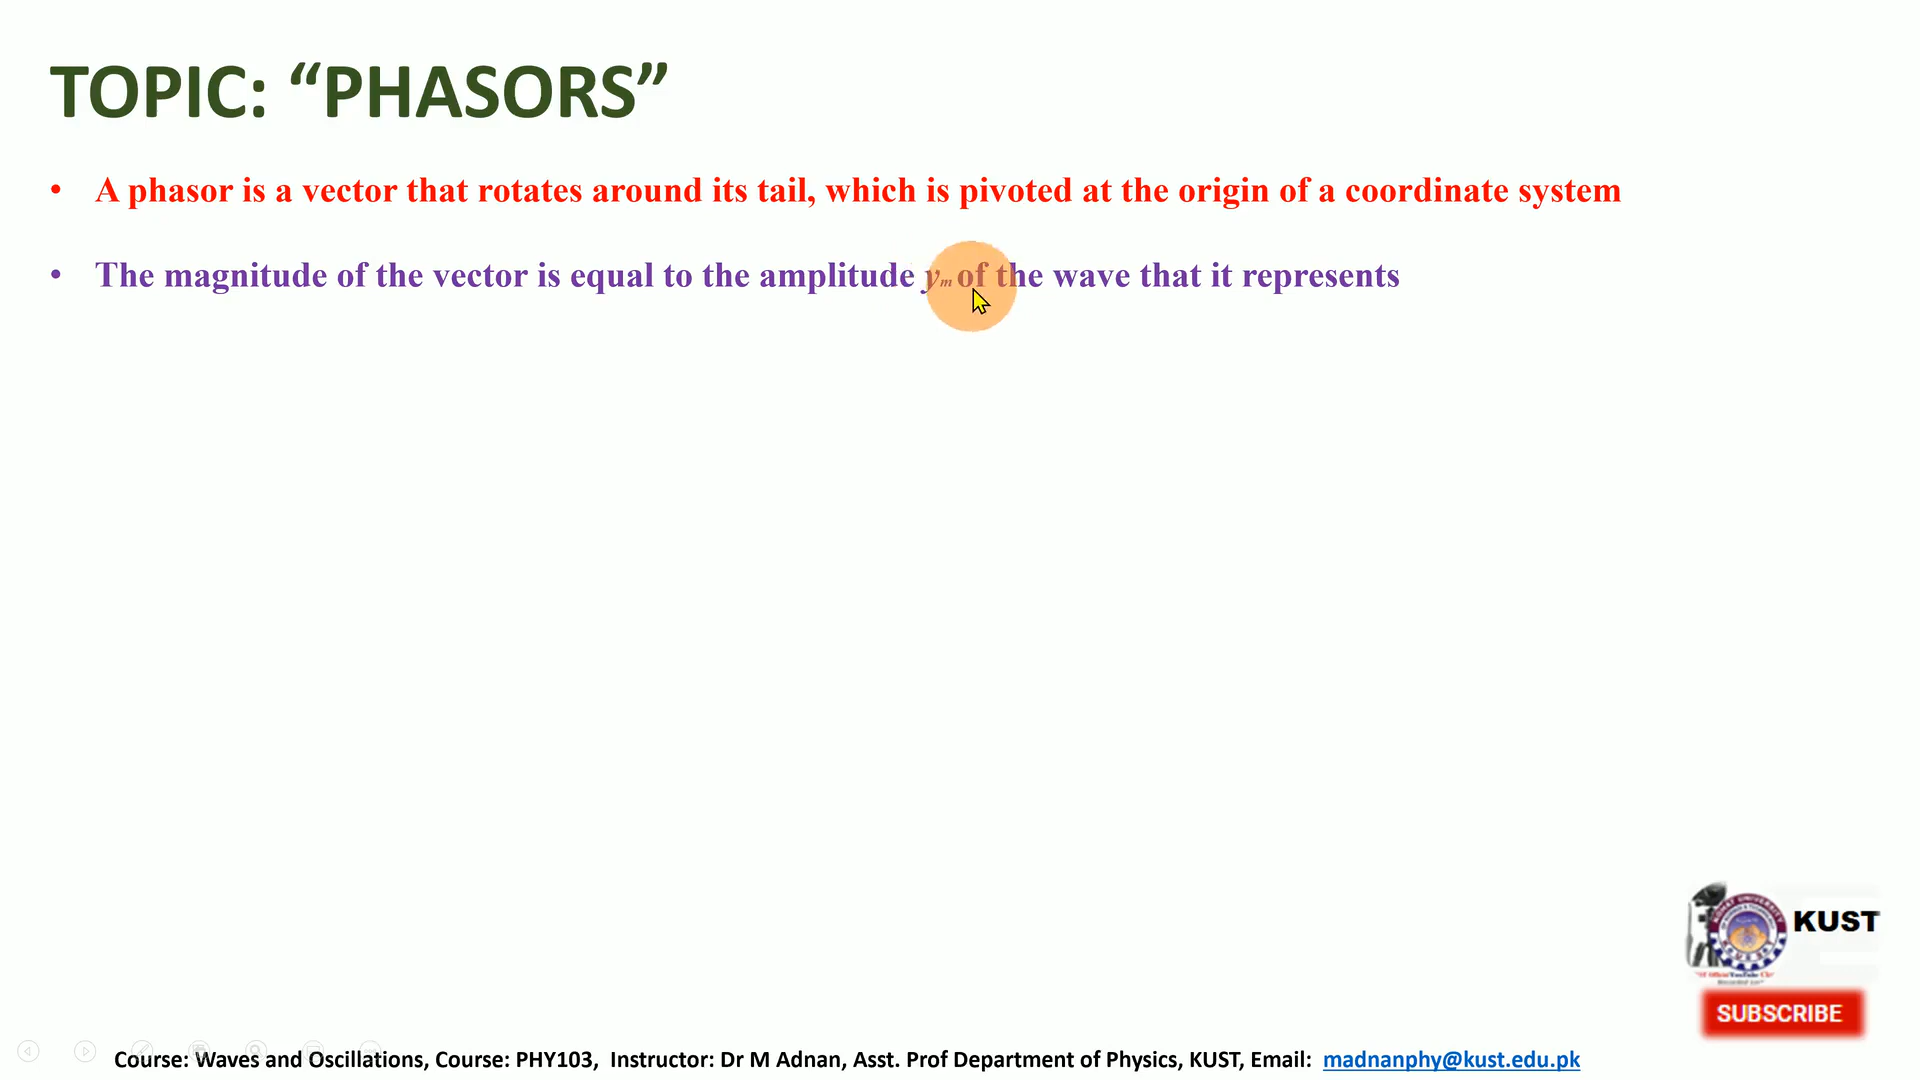 TOPIC: “PHASORS”
• A phasor is a vector that rotates around its tail, which is pivoted at the origin of a coordinate system
• The magnitude of the vector is equal to the amplitude ym of the wave that it represents
KUST
SUBSCRIBE
Course: Waves and Oscillations, Course: PHY103, Instructor: Dr M Adnan, Asst. Prof Department of Physics, KUST, Email: madnanphy@kust.edu.pk